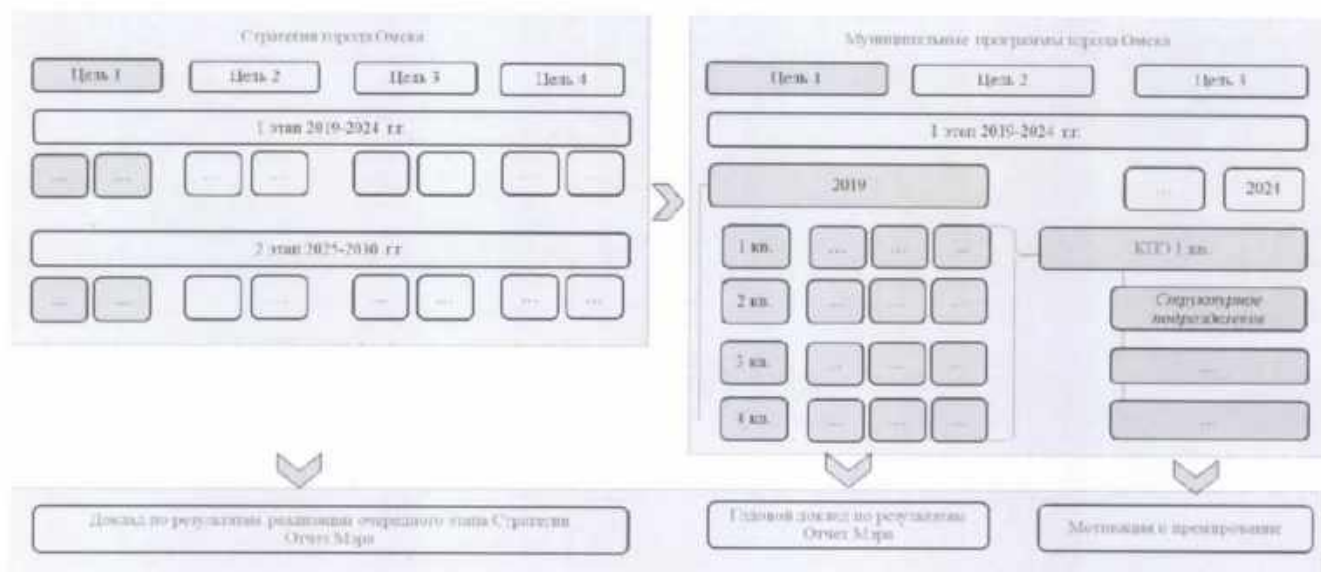 Стратегия города Омска
Цель 1
Цель 2
Цель 3
Цель 4
1 этап 2019-2024 г.г.
... ... ... ... ... ... ... ...
2 этап 2025-2030 г.г
... ... ... ... ... ... ... ...
Муниципальные программы города Омска
Цель 1
Цель 2
Цель 3
1 этап 2019-2024 г.г.
2019
...
2024
1 кв. ... ... ...
2 кв. ... ... ...
3 кв. ... ... ...
4 кв. ... ... ...
КПЭ 1 кв.
Структурное
подразделение
...
...
Доклад по результатам реализации очередного этапа Стратегии
Отчет Мэра
Годовой доклад по результатам
Отчет Мэра
Мотивация и премирование